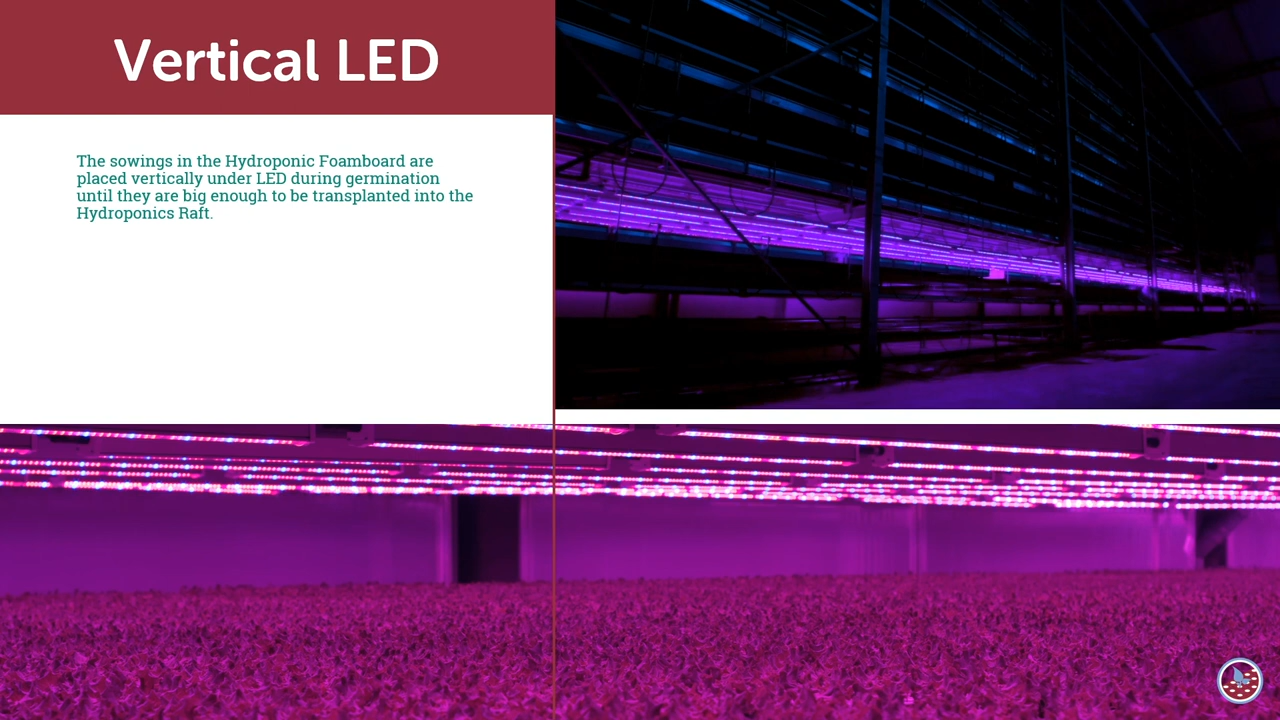 Vertical LED
The sowings in the Hydroponic Foamboard are
placed vertically under LED during germination
until they are big enough to be transplanted into the
Hydroponics Raft.